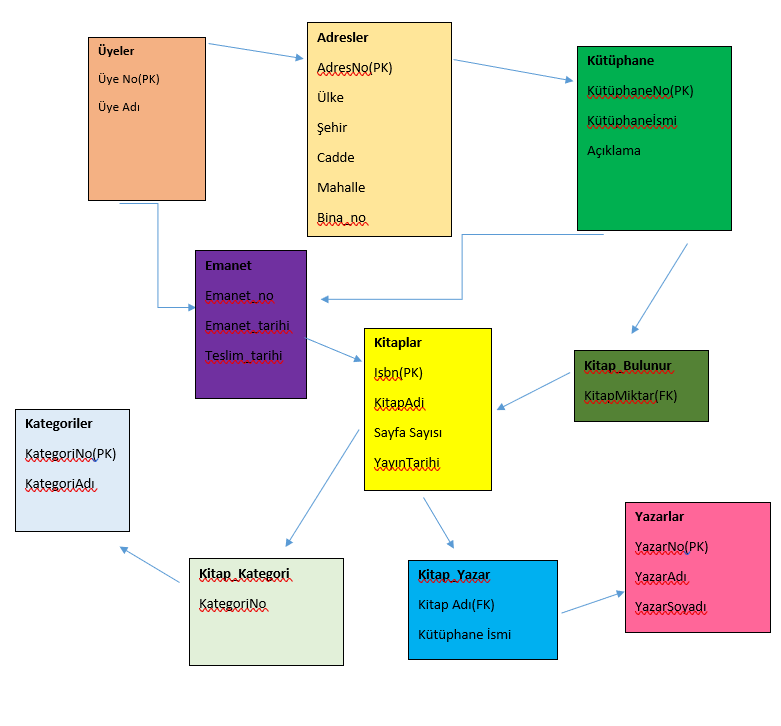 Üyeler
Üye No(PK)
Üye Adı
Adresler
AdresNo(PK)
Ülke
Şehir
Cadde
Mahalle
Bina_no
Kütüphane
KütüphaneNo(PK)
Kütüphaneİsmi
Açıklama
Emanet
Emanet_no
Emanet_tarihi
Teslim_tarihi
Kitaplar
Isbn(PK)
KitapAdi
Sayfa Sayısı
YayınTarihi
Kitap_Bulunur
KitapMiktar(FK)
Kategoriler
KategoriNo(PK)
KategoriAdı
Kitap_Kategori
KategoriNo
Kitap_Yazar
Kitap Adı(FK)
Kütüphane İsmi
Yazarlar
YazarNo(PK)
YazarAdı
YazarSoyadı